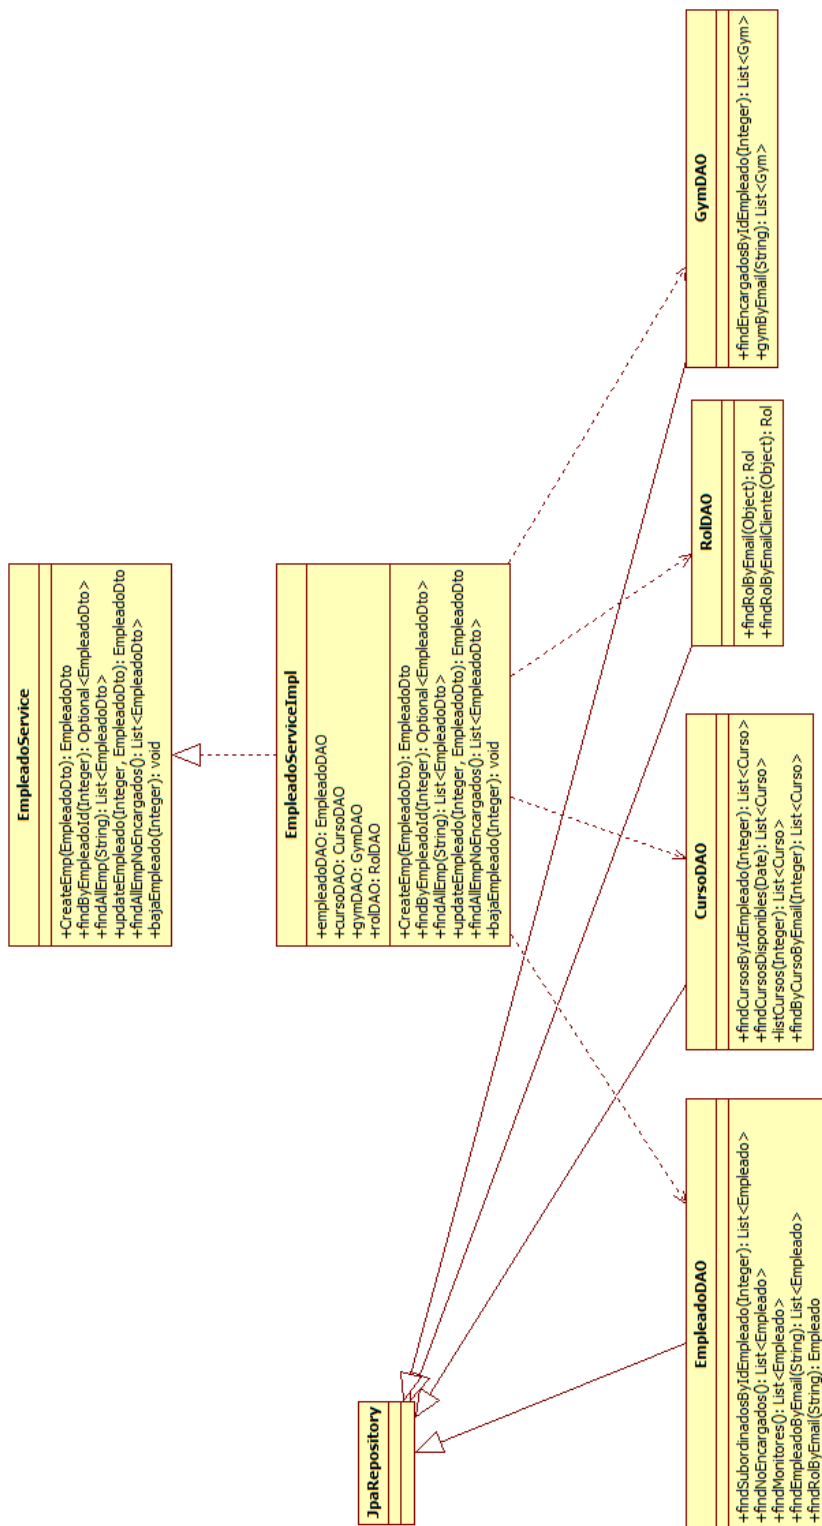 EmpleadoService
+CreateEmp(EmpleadoDto): EmpleadoDto
+findByEmpleadoId(Integer): Optional<EmpleadoDto>
+findAllEmp(String): List<EmpleadoDto>
+updateEmpleado(Integer, EmpleadoDto): EmpleadoDto
+findAllEmpNoEncargados(): List<EmpleadoDto>
+bajaEmpleado(Integer): void
EmpleadoServiceImpl
+empleadoDAO: EmpleadoDAO
+cursoDAO: CursoDAO
+gymDAO: GymDAO
+rolDAO: RolDAO
+CreateEmp(EmpleadoDto): EmpleadoDto
+findByEmpleadoId(Integer): Optional<EmpleadoDto>
+findAllEmp(String): List<EmpleadoDto>
+updateEmpleado(Integer, EmpleadoDto): EmpleadoDto
+findAllEmpNoEncargados(): List<EmpleadoDto>
+bajaEmpleado(Integer): void
JpaRepository
EmpleadoDAO
+findSubordinadosByIdEmpleado(Integer): List<Empleado>
+findNoEncargados(): List<Empleado>
+findMonitores(): List<Empleado>
+findEmpleadoByEmail(String): List<Empleado>
+findRolByEmail(String): Empleado
CursoDAO
+findCursosByIdEmpleado(Integer): List<Curso>
+findCursosDisponibles(Date): List<Curso>
+listCursos(Integer): List<Curso>
+findByCursoByEmail(Integer): List<Curso>
RolDAO
+findRolByEmail(Object): Rol
+findRolByEmailCliente(Object): Rol
GymDAO
+findEncargadosByIdEmpleado(Integer): List<Gym>
+gymByEmail(String): List<Gym>